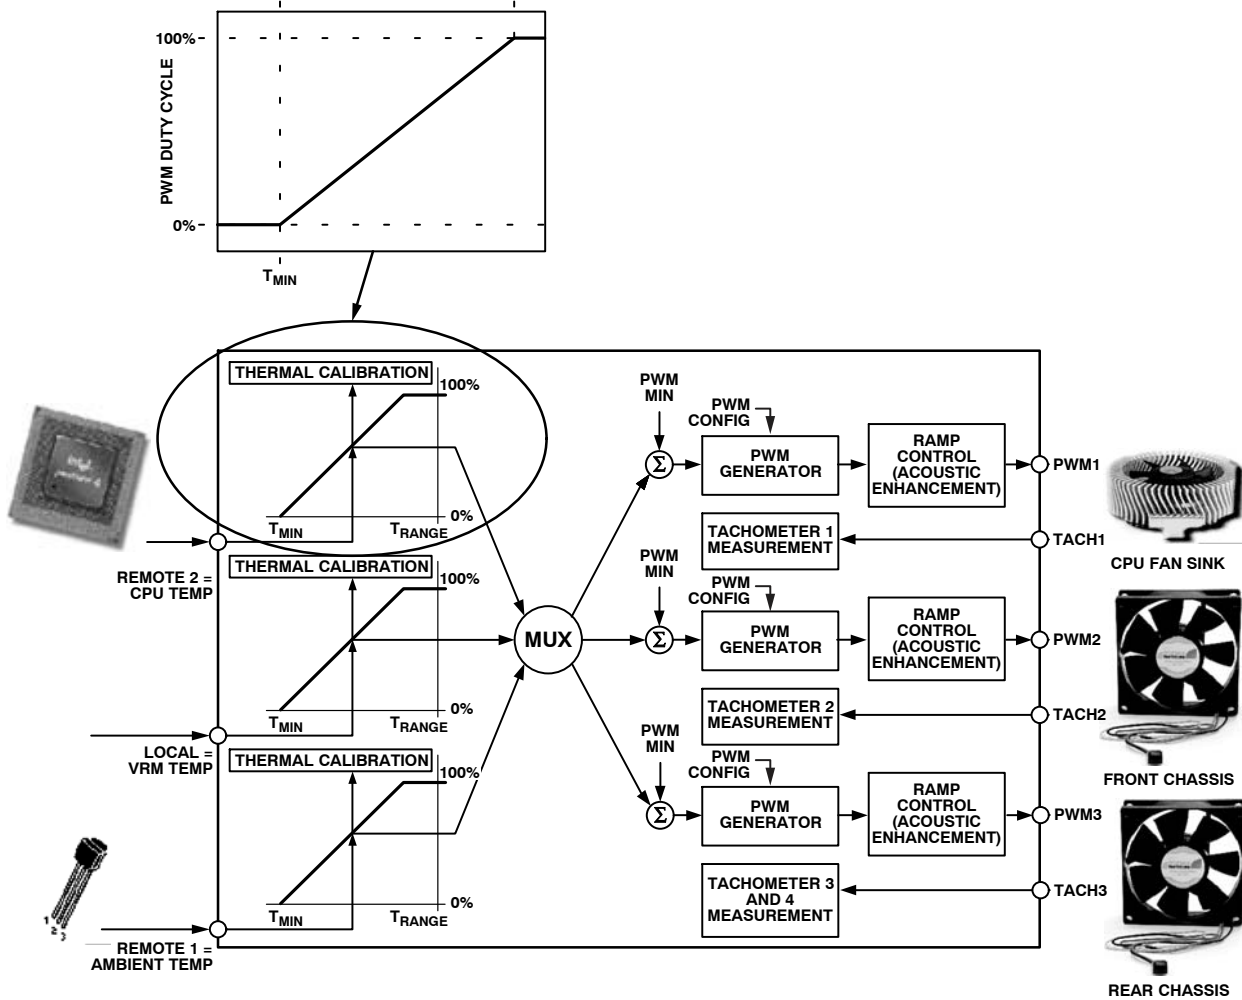 100%
PWM DUTY CYCLE
0%
TMIN
THERMAL CALIBRATION
100%
TMIN
TRANGE
0%
REMOTE 2 =
CPU TEMP
THERMAL CALIBRATION
100%
TMIN
TRANGE
0%
LOCAL =
VRM TEMP
THERMAL CALIBRATION
100%
TMIN
TRANGE
0%
REMOTE 1 =
AMBIENT TEMP
1
2
3
intel
MUX
PWM
MIN
Σ
PWM
CONFIG
PWM
GENERATOR
RAMP
CONTROL
(ACOUSTIC
ENHANCEMENT)
PWM1
TACHOMETER 1
MEASUREMENT
TACH1
CPU FAN SINK
PWM
MIN
Σ
PWM
CONFIG
PWM
GENERATOR
RAMP
CONTROL
(ACOUSTIC
ENHANCEMENT)
PWM2
TACHOMETER 2
MEASUREMENT
TACH2
FRONT CHASSIS
PWM
MIN
Σ
PWM
CONFIG
PWM
GENERATOR
RAMP
CONTROL
(ACOUSTIC
ENHANCEMENT)
PWM3
TACHOMETER 3
AND 4
MEASUREMENT
TACH3
REAR CHASSIS